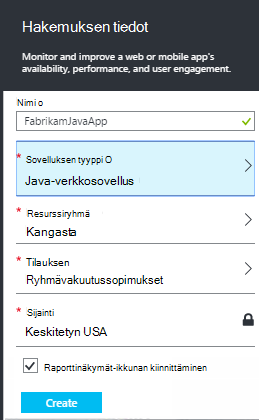 Hakemuksen tiedot
Monitor and improve a web or mobile app's
availability, performance, and user engagement.
Nimi o
FabrikamJavaApp
* Sovelluksen tyyppi O
Java-verkkosovellus
* Resurssiryhmä
Kangasta
* Tilauksen
Ryhmävakuutussopimukset
* Sijainti
Keskitetyn USA
Raporttinäkymät-ikkunan kiinnittäminen
Create